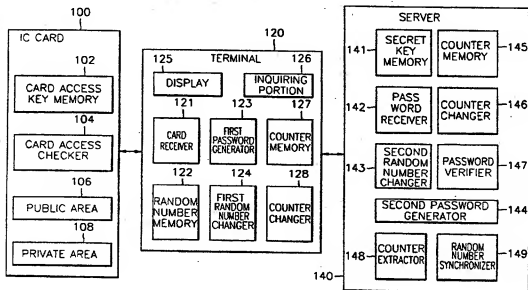 100
IC CARD
102
CARD ACCESS
KEY MEMORY
104
CARD ACCESS
CHECKER
106
PUBLIC AREA
108
PRIVATE AREA
120
TERMINAL
125
DISPLAY
126
INQUIRING
PORTION
121
CARD
RECEIVER
123
FIRST
PASSWORD
GENERATOR
127
COUNTER
MEMORY
122
RANDOM
NUMBER
MEMORY
124
FIRST
RANDOM
NUMBER
CHANGER
128
COUNTER
CHANGER
SERVER
141
SECRET
KEY
MEMORY
COUNTER
MEMORY
145
142
PASS
WORD
RECEIVER
COUNTER
CHANGER
146
143
SECOND
RANDOM
NUMBER
CHANGER
PASSWORD
VERIFIER
147
SECOND PASSWORD
GENERATOR
144
148
COUNTER
EXTRACTOR
RANDOM
NUMBER
SYNCHRONIZER
149
140